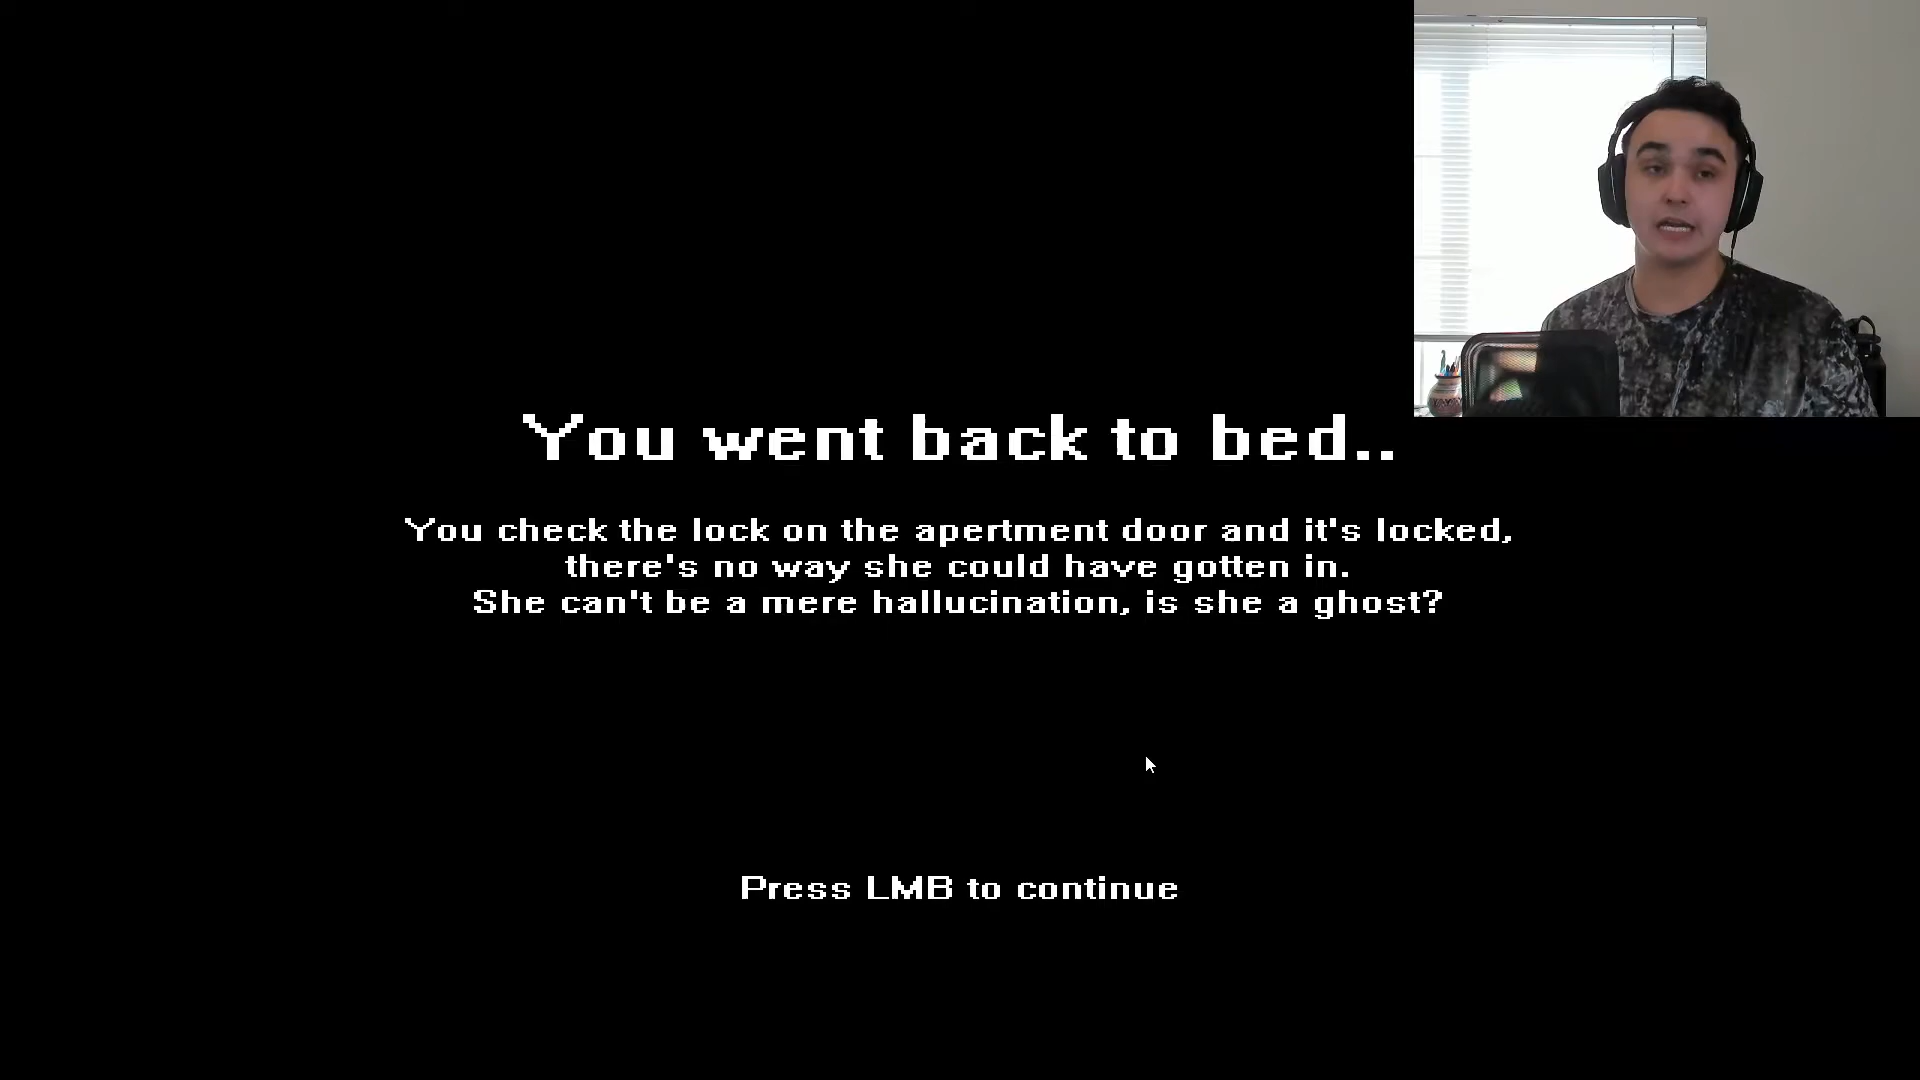 You went back to bed..
You check the lock on the apertment door and it's locked,
there's no way she could have gotten in.
She can't be a mere hallucination, is she a ghost?
Press LMB to continue